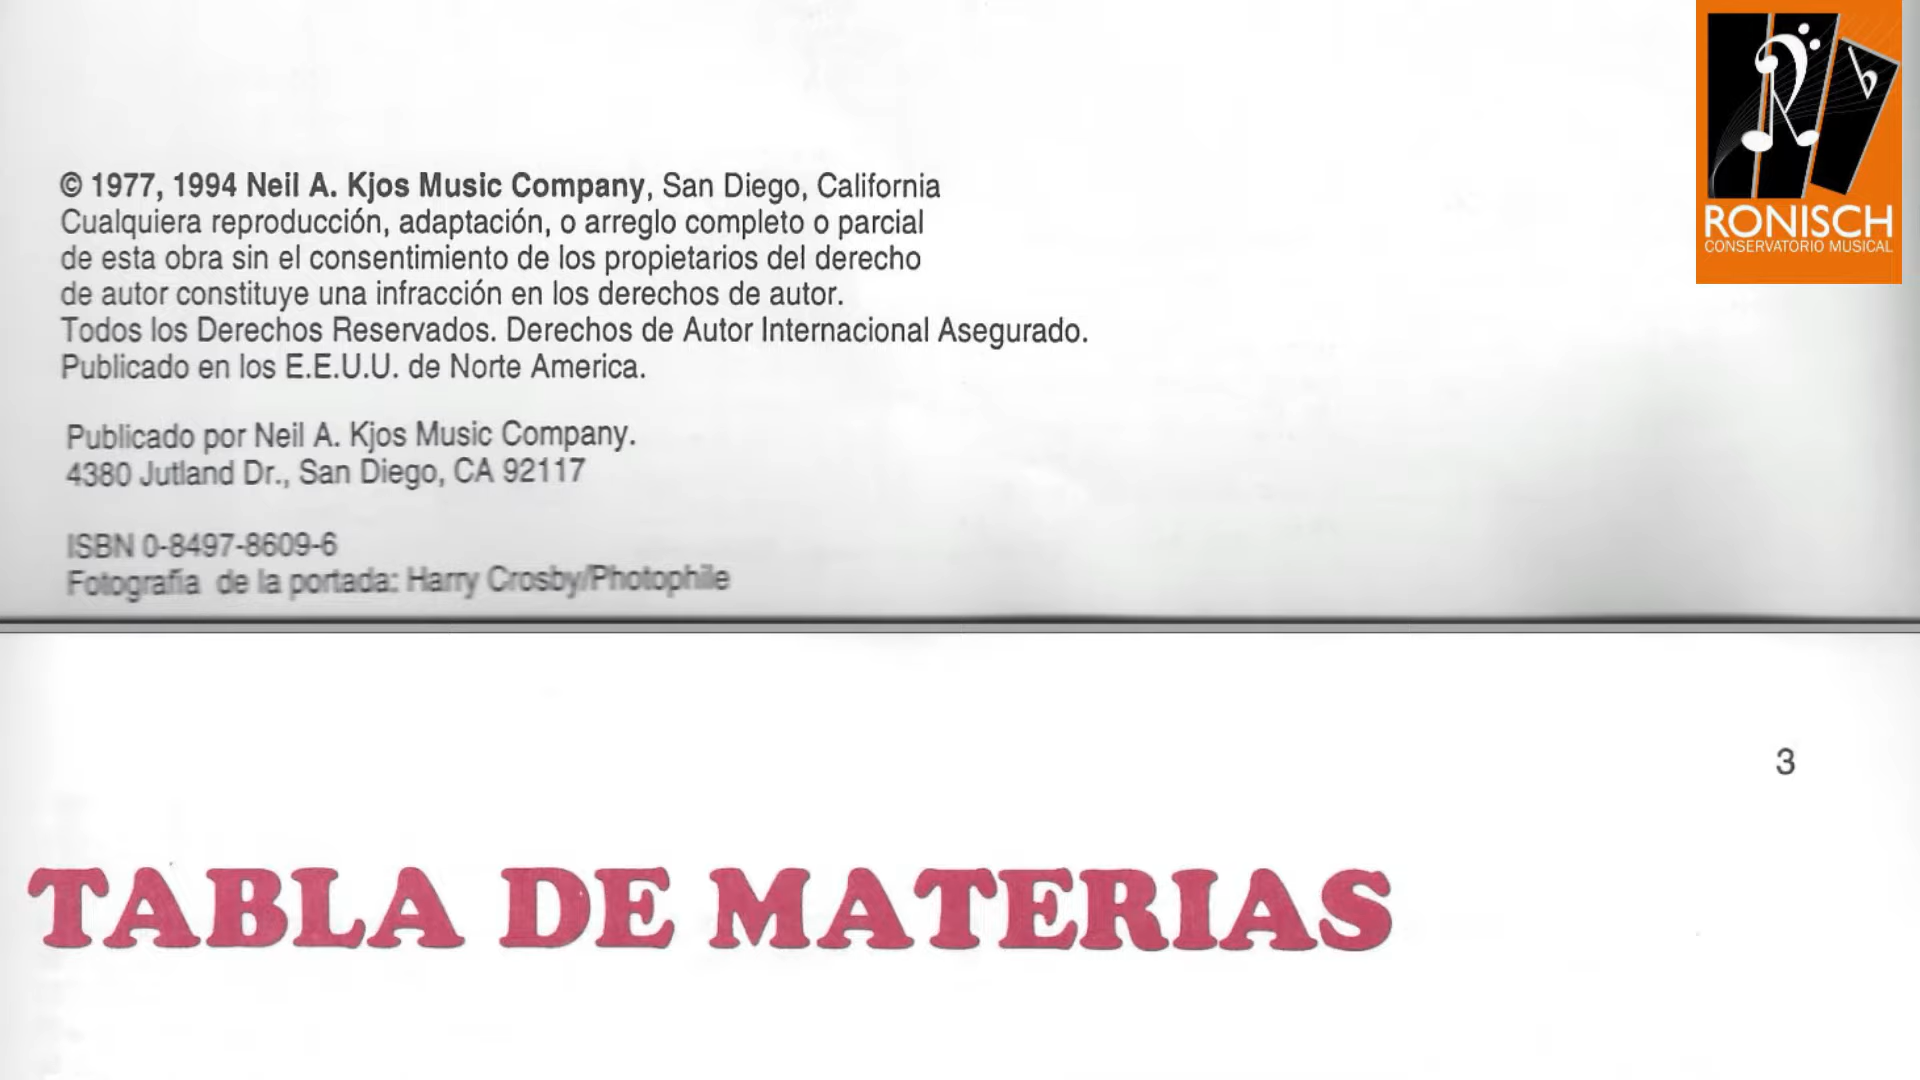 © 1977, 1994 Neil A. Kjos Music Company, San Diego, California
Cualquiera reproducción, adaptación, o arreglo completo o parcial
de esta obra sin el consentimiento de los propietarios del derecho
de autor constituye una infracción en los derechos de autor.
Todos los Derechos Reservados. Derechos de Autor Internacional Asegurado.
Publicado en los E.E.U.U. de Norte America.
Publicado por Neil A. Kjos Music Company.
4380 Jutland Dr., San Diego, CA 92117
ISBN 0-8497-8609-6
Fotografía de la portada: Harry Crosby/Photophile
RONISCH
CONSERVATORIO MUSICAL
3
TABLA DE MATERIAS